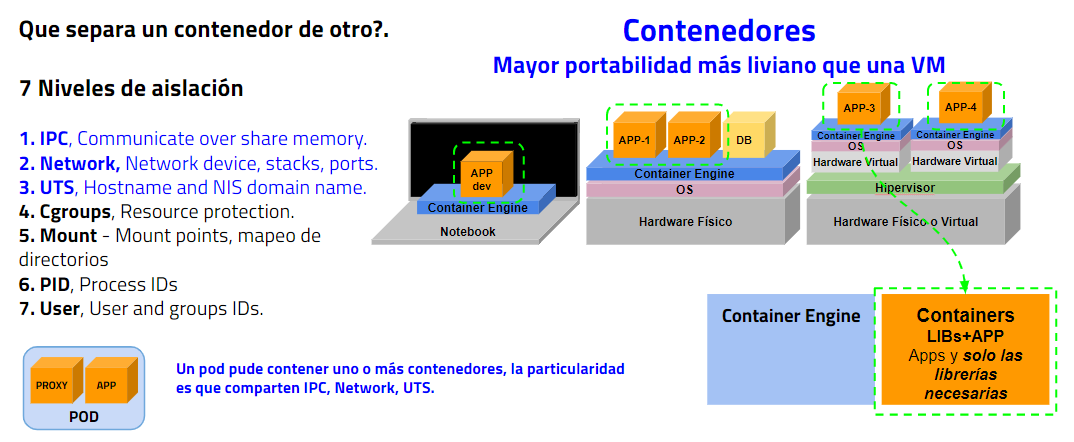 Que separa un contenedor de otro?.
7 Niveles de aislación
1. IPC, Communicate over share memory.
2. Network, Network device, stacks, ports.
3. UTS, Hostname and NIS domain name.
4. Cgroups, Resource protection.
5. Mount - Mount points, mapeo de
directorios
6. PID, Process IDs
7. User, User and groups IDs.
PROXY
APP
POD
Un pod pude contener uno o más contenedores, la particularidad
es que comparten IPC, Network, UTS.
Contenedores
Mayor portabilidad más liviano que una VM
APP
dev
Container Engine
Notebook
APP-1
APP-2
DB
Container Engine
OS
Hardware Físico
APP-3
APP-4
Container Engine
Container Engine
OS
OS
Hardware Virtual
Hardware Virtual
Hipervisor
Hardware Físico o Virtual
Container Engine
Containers
LIBs+APP
Apps y solo las
librerías
necesarias